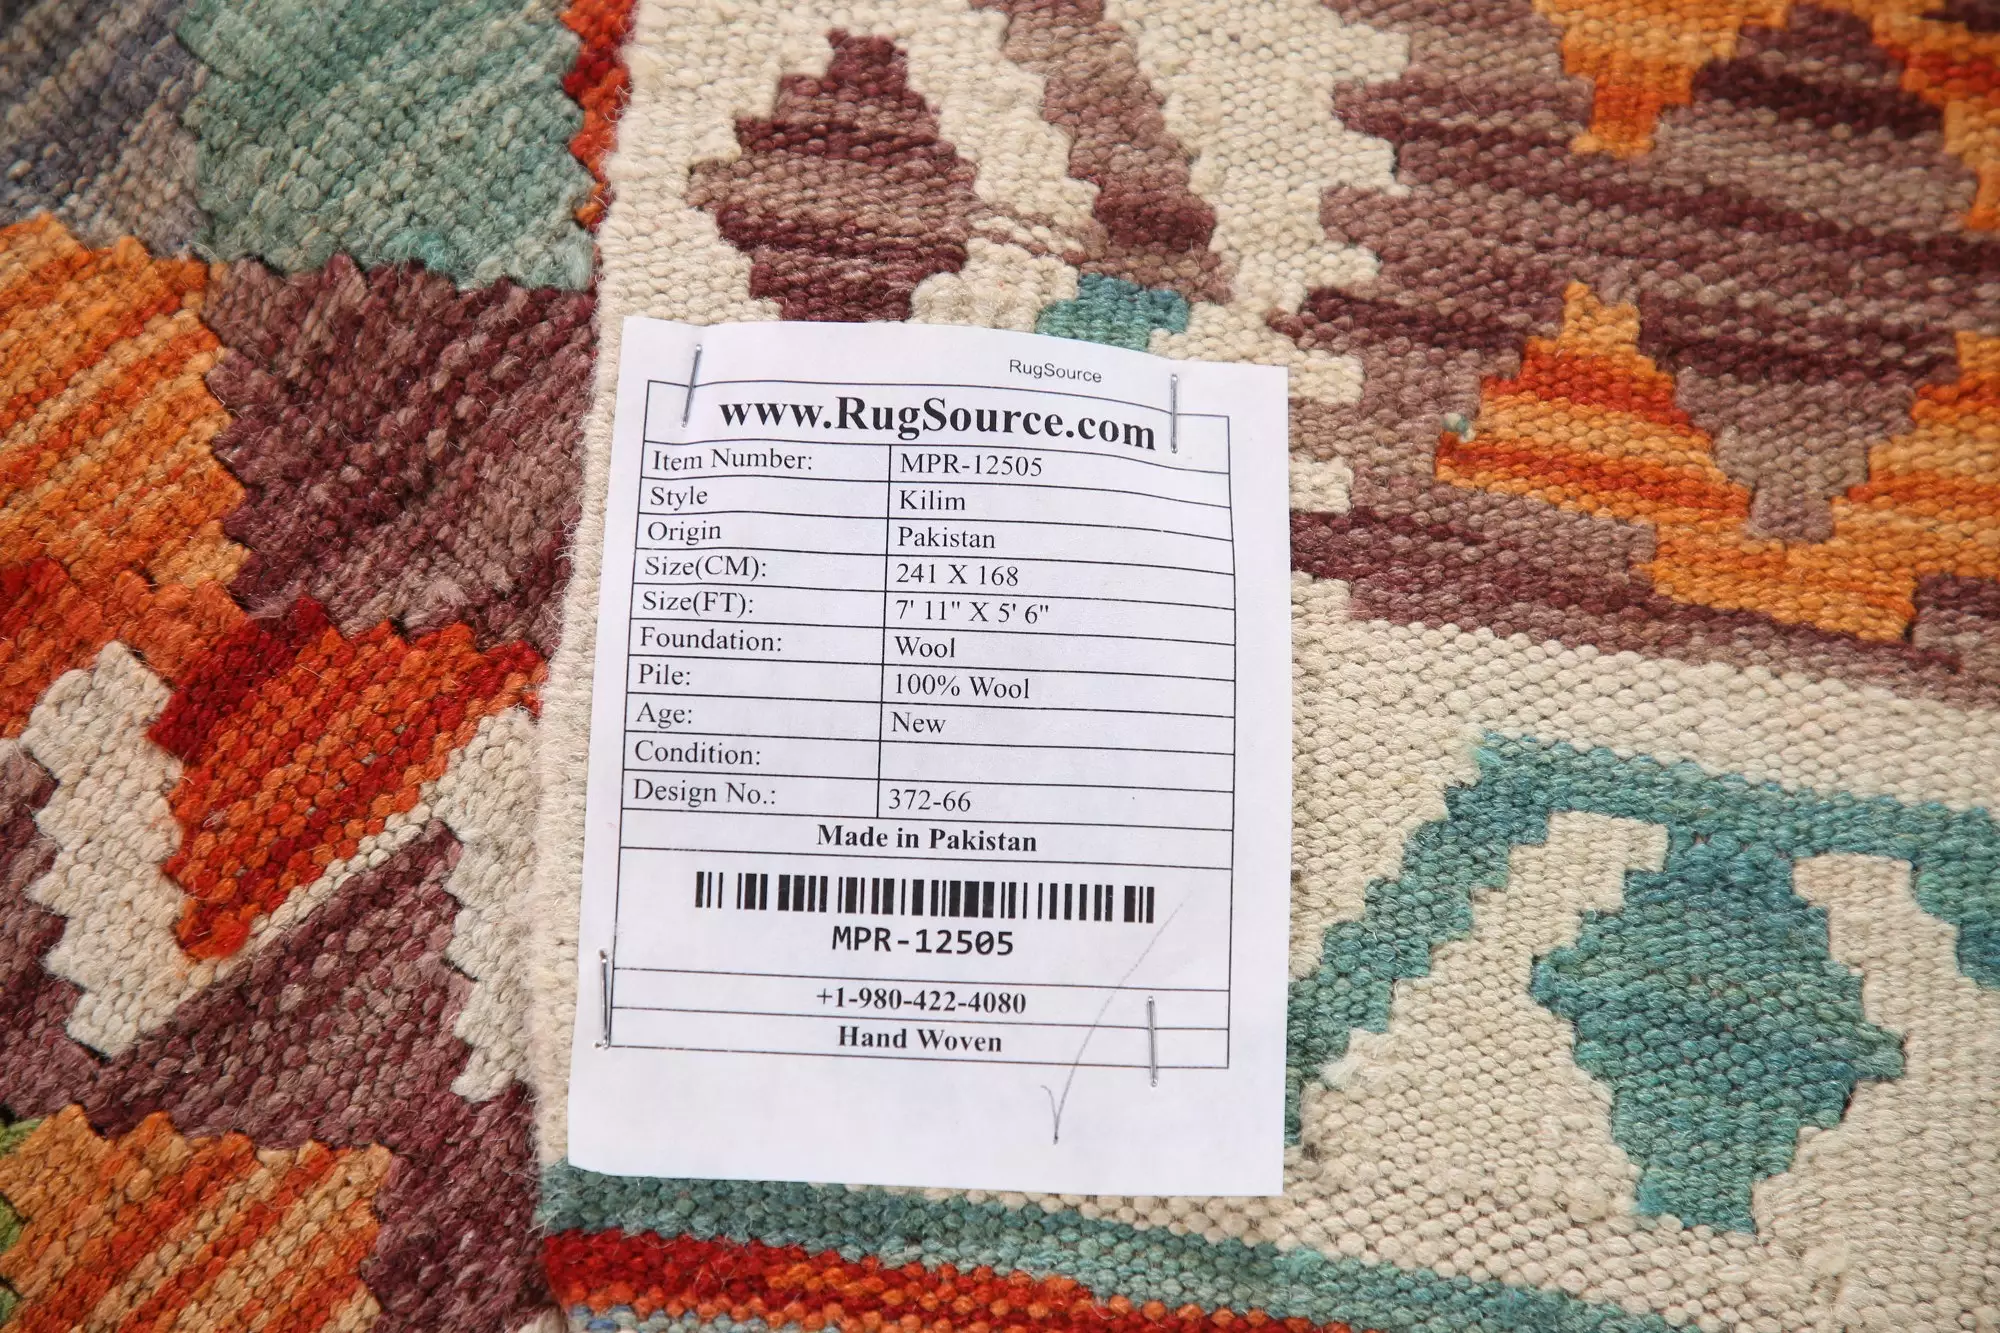 RugSource
www.RugSource.com
Item Number: MPR-12505
Style Kilim
Origin Pakistan
Size(CM): 241 X 168
Size(FT): 7' 11" X 5' 6"
Foundation: Wool
Pile: 100% Wool
Age: New
Condition:
Design No.: 372-66
Made in Pakistan
MPR-12505
+1-980-422-4080
Hand Woven